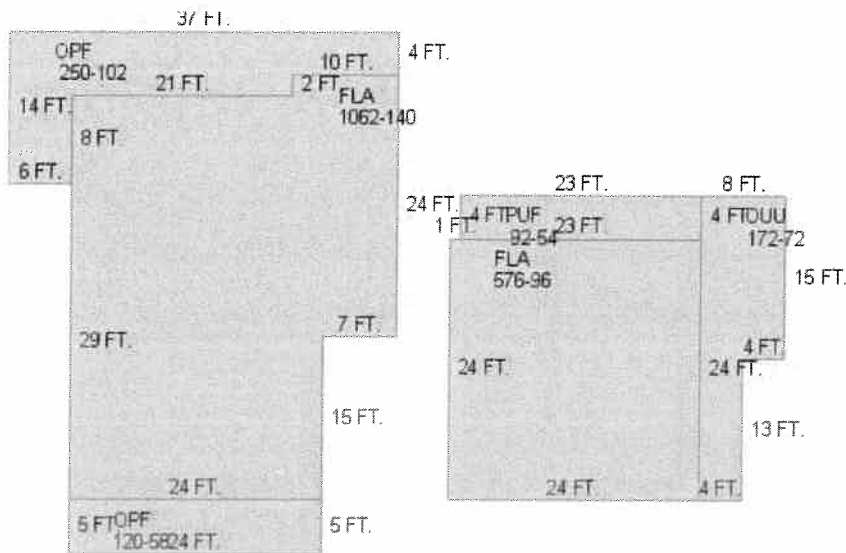 37 FT.
OPF
250-102
10 FT.
4 FT.
21 FT.
2 FT
FLA
1062-140
14 FT.
8 FT
6 FT.
24 FT.
7 FT.
29 FT.
15 FT.
24 FT.
5 FT
OPF
120-58
24 FT.
5 FT.
23 FT.
8 FT.
1 FT.
4 FT
PUF
92-54
23 FT.
4 FT
OUU
172-72
FLA
576-96
15 FT.
4 FT.
24 FT.
24 FT.
13 FT.
24 FT.
4 FT.